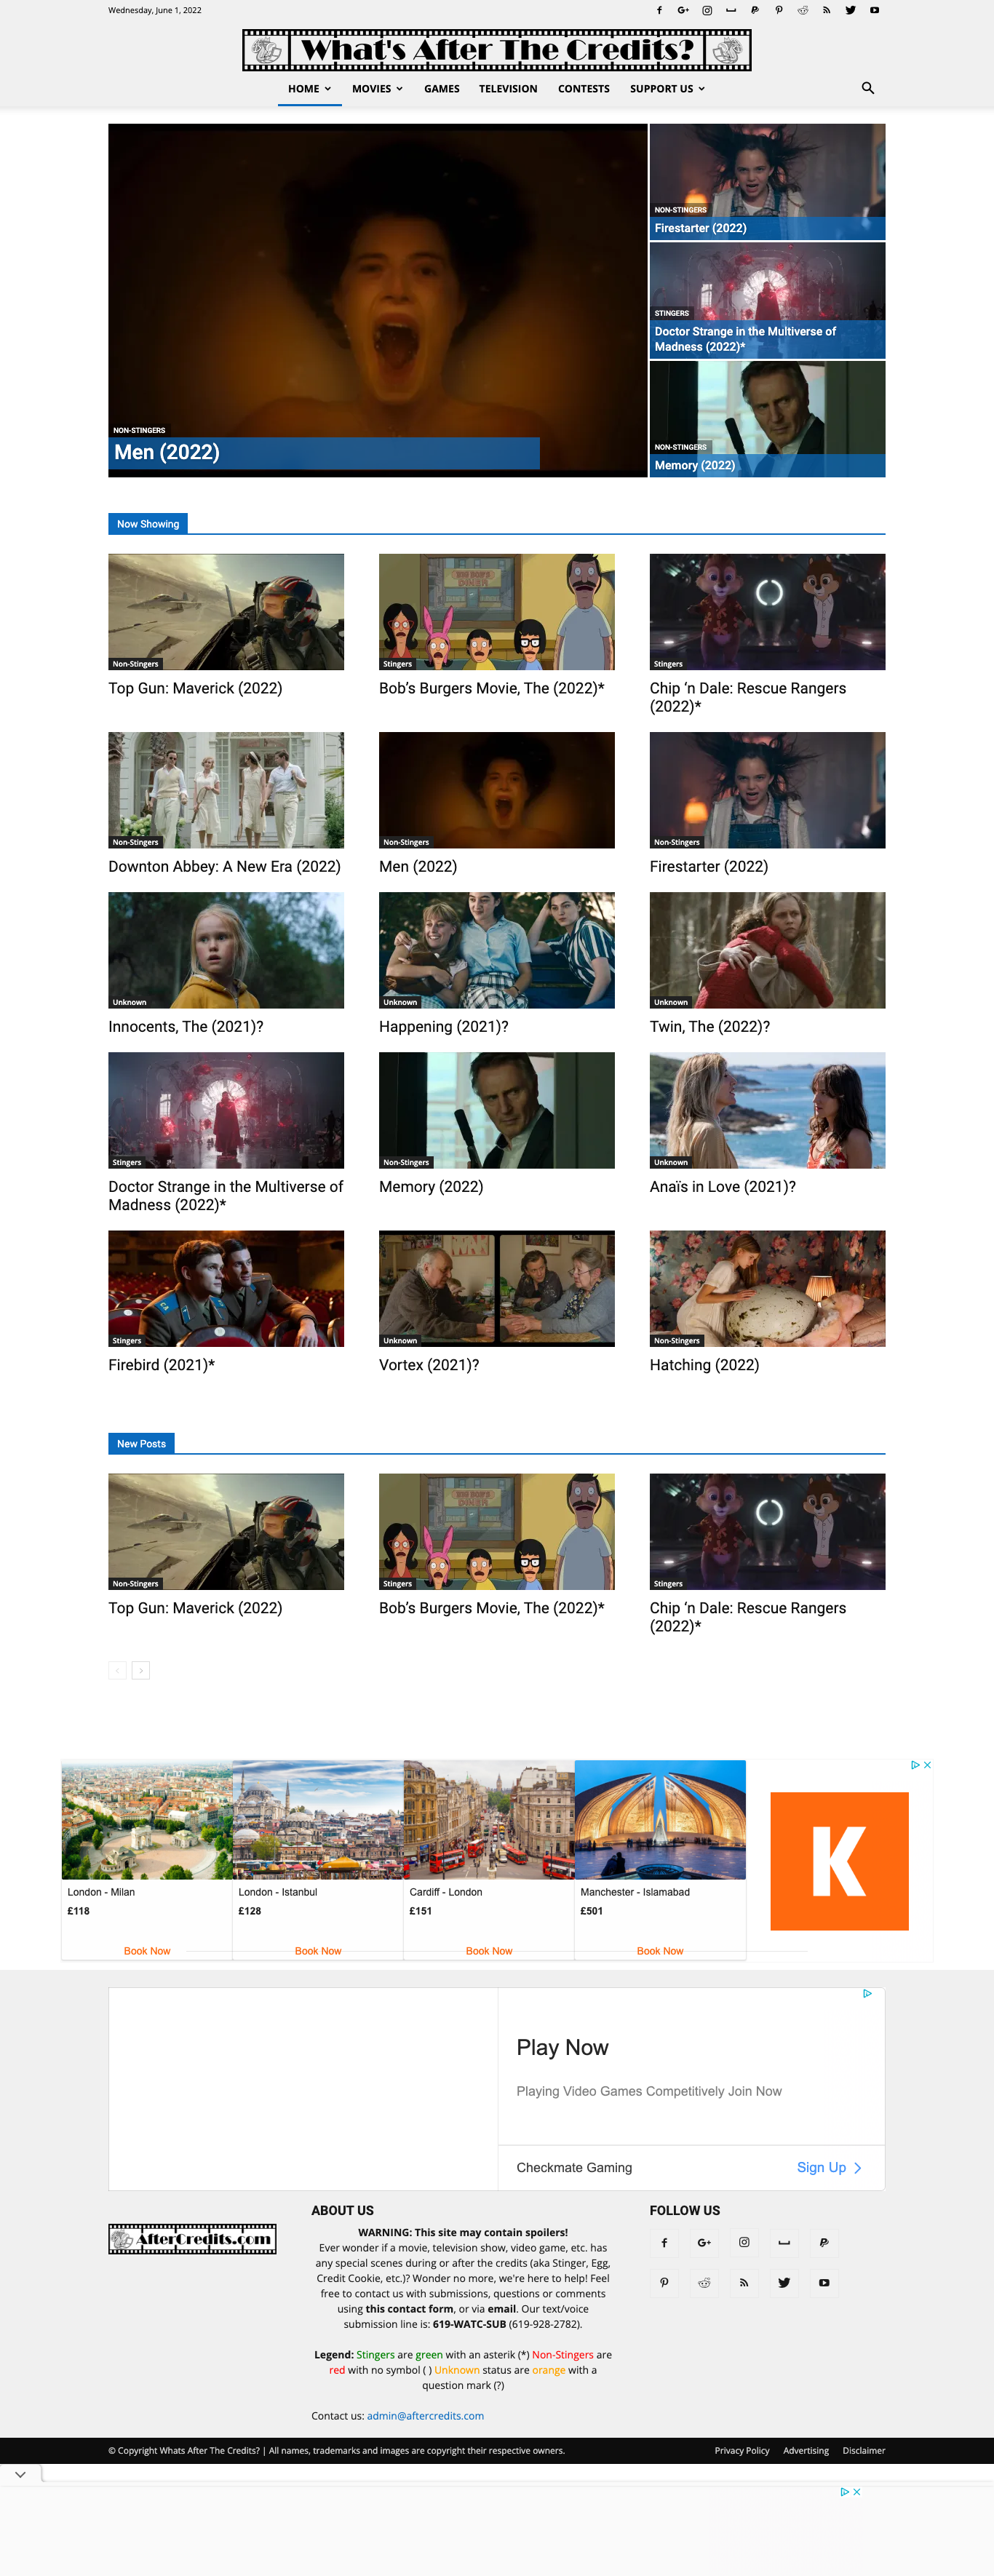 Wednesday, June 1, 2022
What's After The Credits?
HOME
MOVIES
GAMES
TELEVISION
CONTESTS
SUPPORT US
NON-STINGERS
Men (2022)
NON-STINGERS
Firestarter (2022)
STINGERS
Doctor Strange in the Multiverse of
Madness (2022)*
NON-STINGERS
Memory (2022)
Now Showing
Non-Stingers
Top Gun: Maverick (2022)
BOB'S
DINER
Stingers
Bob’s Burgers Movie, The (2022)*
Stingers
Chip ‘n Dale: Rescue Rangers
(2022)*
Non-Stingers
Downton Abbey: A New Era (2022)
Non-Stingers
Men (2022)
Non-Stingers
Firestarter (2022)
Unknown
Innocents, The (2021)?
Unknown
Happening (2021)?
Unknown
Twin, The (2022)?
Stingers
Doctor Strange in the Multiverse of
Madness (2022)*
Non-Stingers
Memory (2022)
Unknown
Anaïs in Love (2021)?
Stingers
Firebird (2021)*
Unknown
Vortex (2021)?
Non-Stingers
Hatching (2022)
New Posts
Non-Stingers
Top Gun: Maverick (2022)
BOB'S
DINER
Stingers
Bob’s Burgers Movie, The (2022)*
Stingers
Chip ‘n Dale: Rescue Rangers
(2022)*
London - Milan
£118
Book Now
London - Istanbul
£128
Book Now
Cardiff - London
£151
Book Now
Manchester - Islamabad
£501
Book Now
K
Play Now
Playing Video Games Competitively Join Now
Checkmate Gaming
Sign Up
AfterCredits.com
ABOUT US
WARNING: This site may contain spoilers!
Ever wonder if a movie, television show, video game, etc. has
any special scenes during or after the credits (aka Stinger, Egg,
Credit Cookie, etc.)? Wonder no more, we're here to help! Feel
free to contact us with submissions, questions or comments
using this contact form, or via email. Our text/voice
submission line is: 619-WATC-SUB (619-928-2782).
Legend: Stingers are green with an asterik (*) Non-Stingers are
red with no symbol ( ) Unknown status are orange with a
question mark (?)
Contact us: admin@aftercredits.com
FOLLOW US
© Copyright Whats After The Credits? | All names, trademarks and images are copyright their respective owners.
Privacy Policy
Advertising
Disclaimer